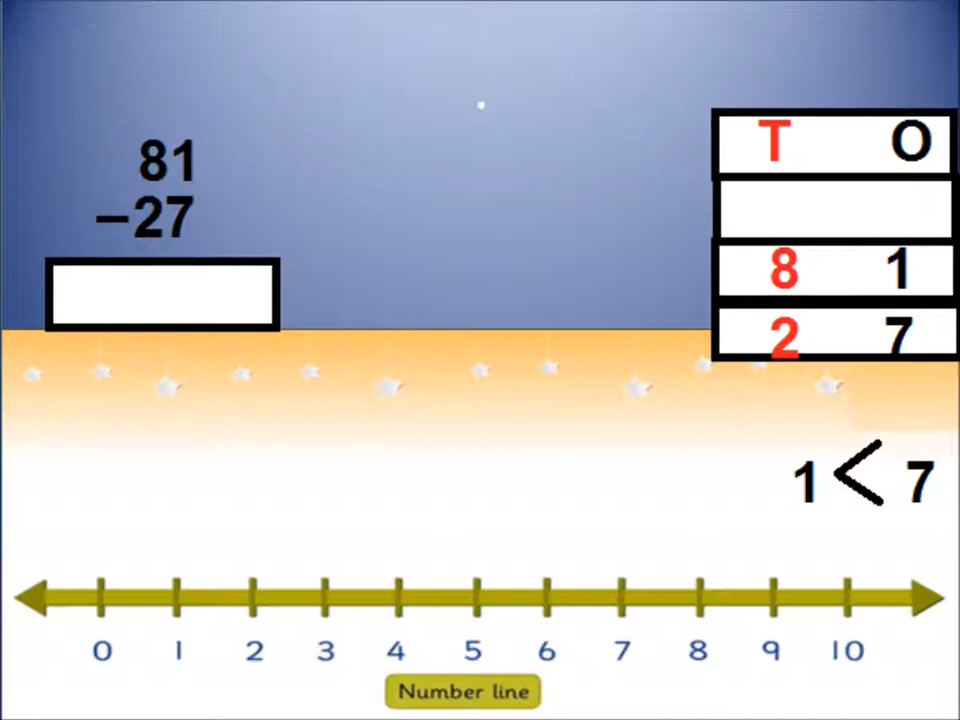 81
–27
T O
8 1
2 7
1 < 7
0 1 2 3 4 5 6 7 8 9 10
Number line